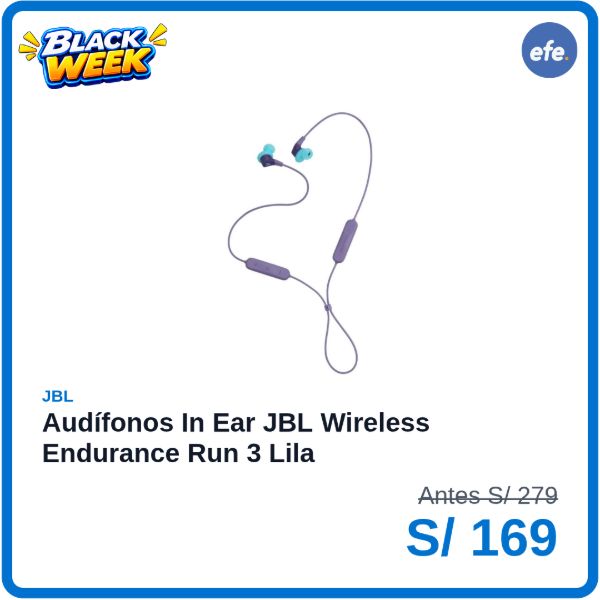 BLACK
WEEK
efe.
JBL
Audífonos In Ear JBL Wireless
Endurance Run 3 Lila
Antes S/ 279
S/ 169